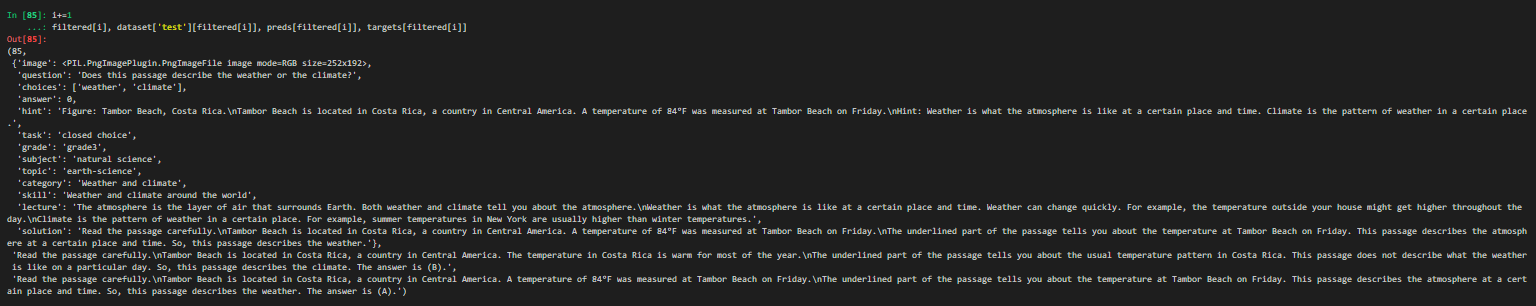 In [85]: i+=1
    ...: filtered[i], dataset['test'][filtered[i]], preds[filtered[i]], targets[filtered[i]]
Out[85]:
(85,
 {'image': <PIL.PngImagePlugin.PngImageFile image mode=RGB size=252x192>,
  'question': 'Does this passage describe the weather or the climate?',
  'choices': ['weather', 'climate'],
  'answer': 0,
  'hint': 'Figure: Tambor Beach, Costa Rica.\nTambor Beach is located in Costa Rica, a country in Central America. A temperature of 84°F was measured at Tambor Beach on Friday.\nHint: Weather is what the atmosphere is like at a certain place and time. Climate is the pattern of weather in a certain place
.',
  'task': 'closed choice',
  'grade': 'grade3',
  'subject': 'natural science',
  'topic': 'earth-science',
  'category': 'Weather and climate',
  'skill': 'Weather and climate around the world',
  'lecture': 'The atmosphere is the layer of air that surrounds Earth. Both weather and climate tell you about the atmosphere.\nWeather is what the atmosphere is like at a certain place and time. Weather can change quickly. For example, the temperature outside your house might get higher throughout the
day.\nClimate is the pattern of weather in a certain place. For example, summer temperatures in New York are usually higher than winter temperatures.',
  'solution': 'Read the passage carefully.\nTambor Beach is located in Costa Rica, a country in Central America. A temperature of 84°F was measured at Tambor Beach on Friday.\nThe underlined part of the passage tells you about the temperature at Tambor Beach on Friday. This passage describes the atmosph
ere at a certain place and time. So, this passage describes the weather.'},
 'Read the passage carefully.\nTambor Beach is located in Costa Rica, a country in Central America. The temperature in Costa Rica is warm for most of the year.\nThe underlined part of the passage tells you about the usual temperature pattern in Costa Rica. This passage does not describe what the weather
 is like on a particular day. So, this passage describes the climate. The answer is (B).',
 'Read the passage carefully.\nTambor Beach is located in Costa Rica, a country in Central America. A temperature of 84°F was measured at Tambor Beach on Friday.\nThe underlined part of the passage tells you about the temperature at Tambor Beach on Friday. This passage describes the atmosphere at a cert
ain place and time. So, this passage describes the weather. The answer is (A).')